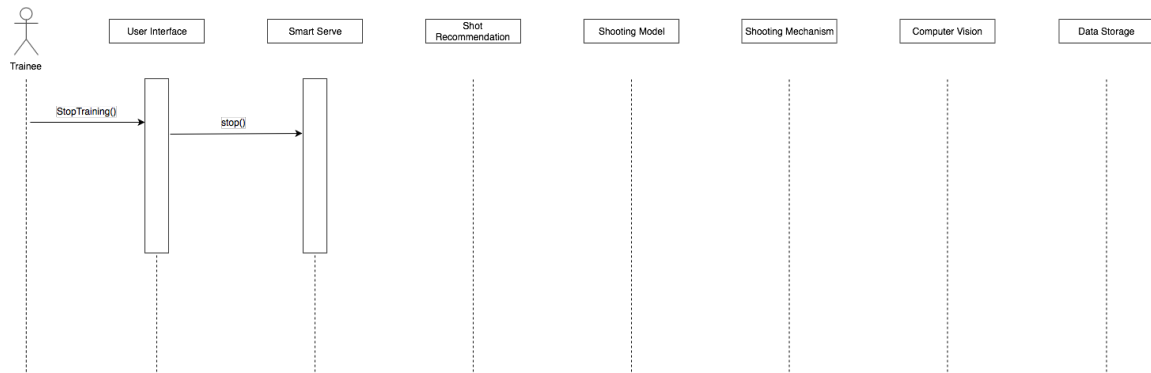 Trainee
User Interface
Smart Serve
Shot
Recommendation
Shooting Model
Shooting Mechanism
Computer Vision
Data Storage
StopTraining()
stop()